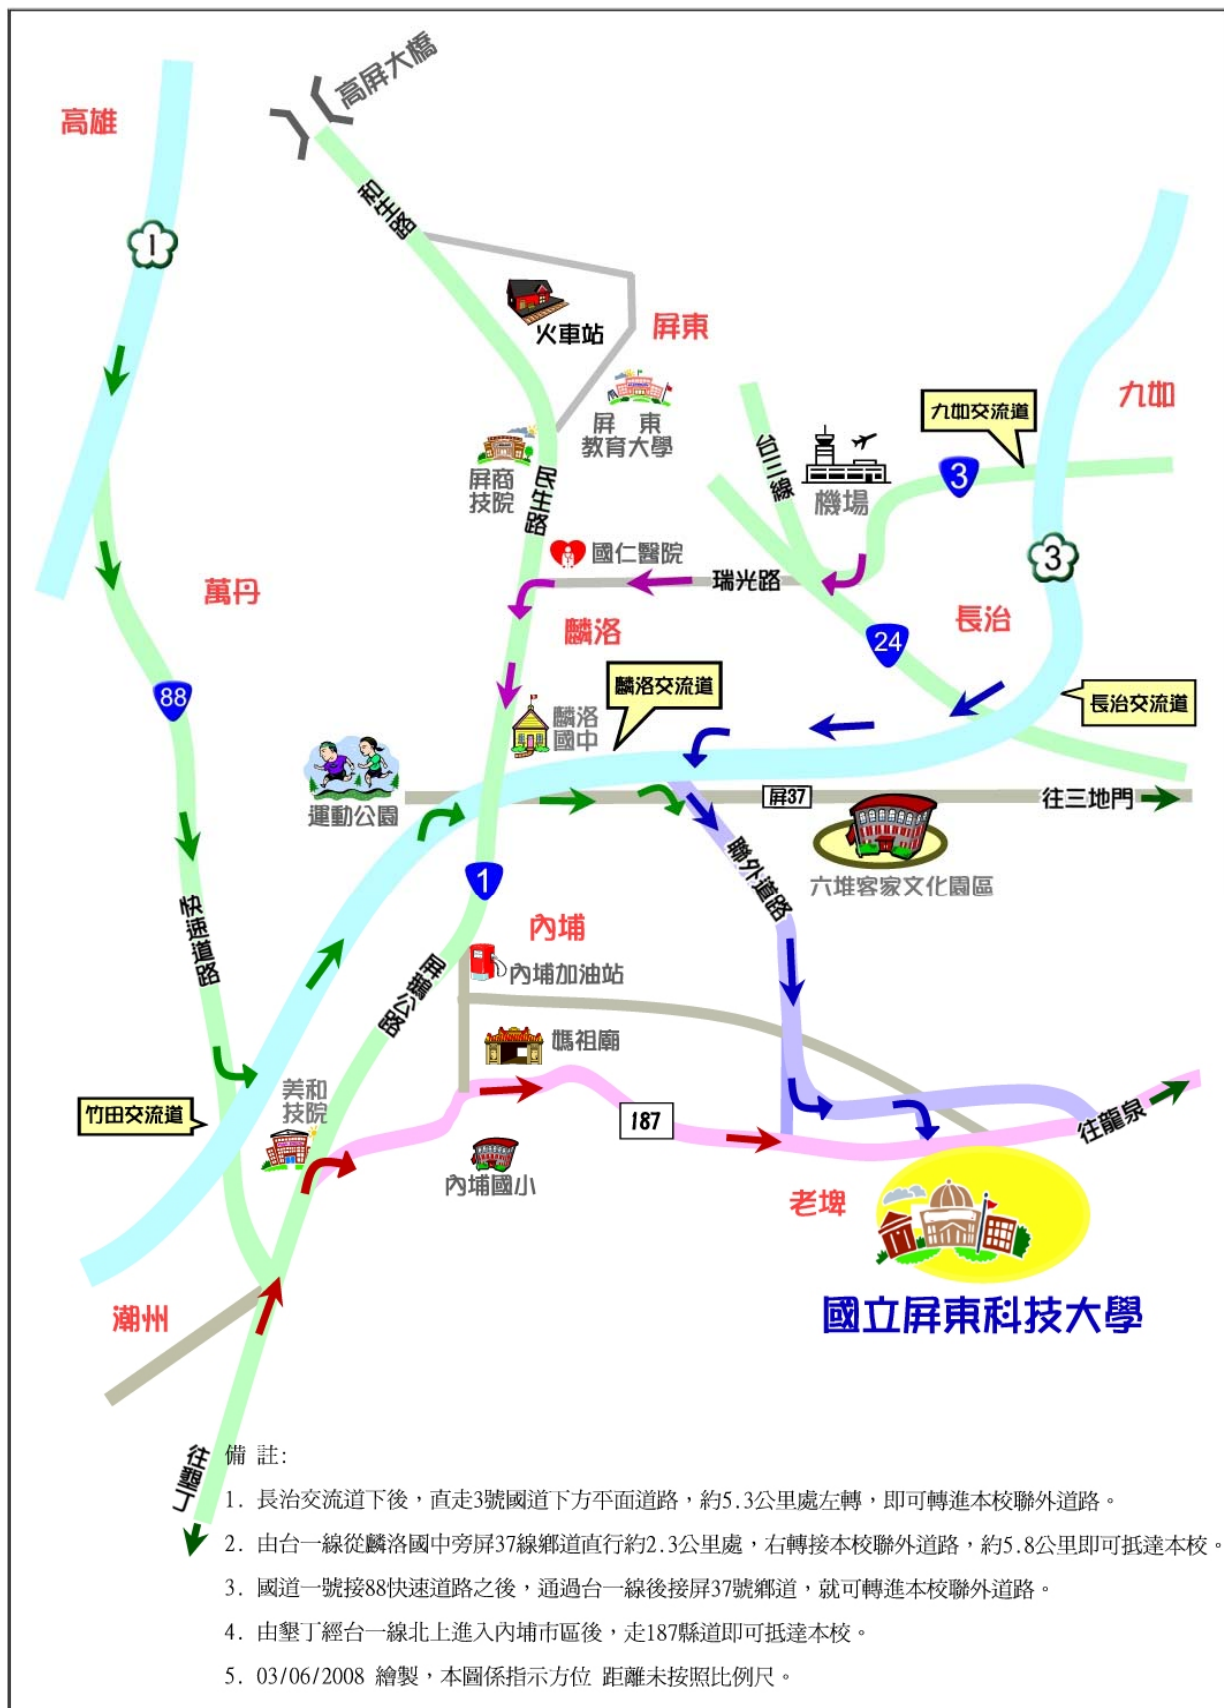 高屏大橋
高雄
1
和生路
火車站
屏東
九如
九如交流道
屏東
教育大學
台三線
3
屏商
技院
民生路
機場
國仁醫院
3
瑞光路
萬丹
麟洛
長治
24
88
麟洛交流道
長治交流道
麟洛
國中
運動公園
屏37
往三地門
1
聯外道路
六堆客家文化園區
快速道路
內埔
屏鵝公路
內埔加油站
媽祖廟
美和
技院
竹田交流道
187
往龍泉
內埔國小
老埤
潮州
國立屏東科技大學
往墾丁
備 註:
1. 長治交流道下後，直走3號國道下方平面道路，約5.3公里處左轉，即可轉進本校聯外道路。
2. 由台一線從麟洛國中旁屏37線鄉道直行約2.3公里處，右轉接本校聯外道路，約5.8公里即可抵達本校。
3. 國道一號接88快速道路之後，通過台一線後接屏37號鄉道，就可轉進本校聯外道路。
4. 由墾丁經台一線北上進入內埔市區後，走187縣道即可抵達本校。
5. 03/06/2008 繪製，本圖係指示方位 距離未按照比例尺。